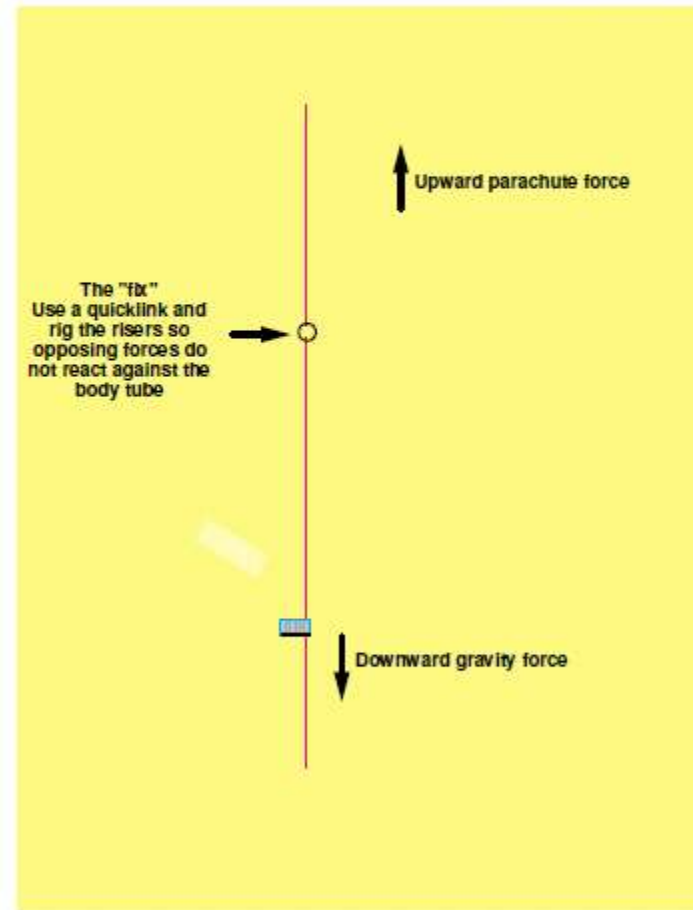 Upward parachute force
The "fix"
Use a quicklink and
rig the risers so
opposing forces do
not react against the
body tube
Downward gravity force